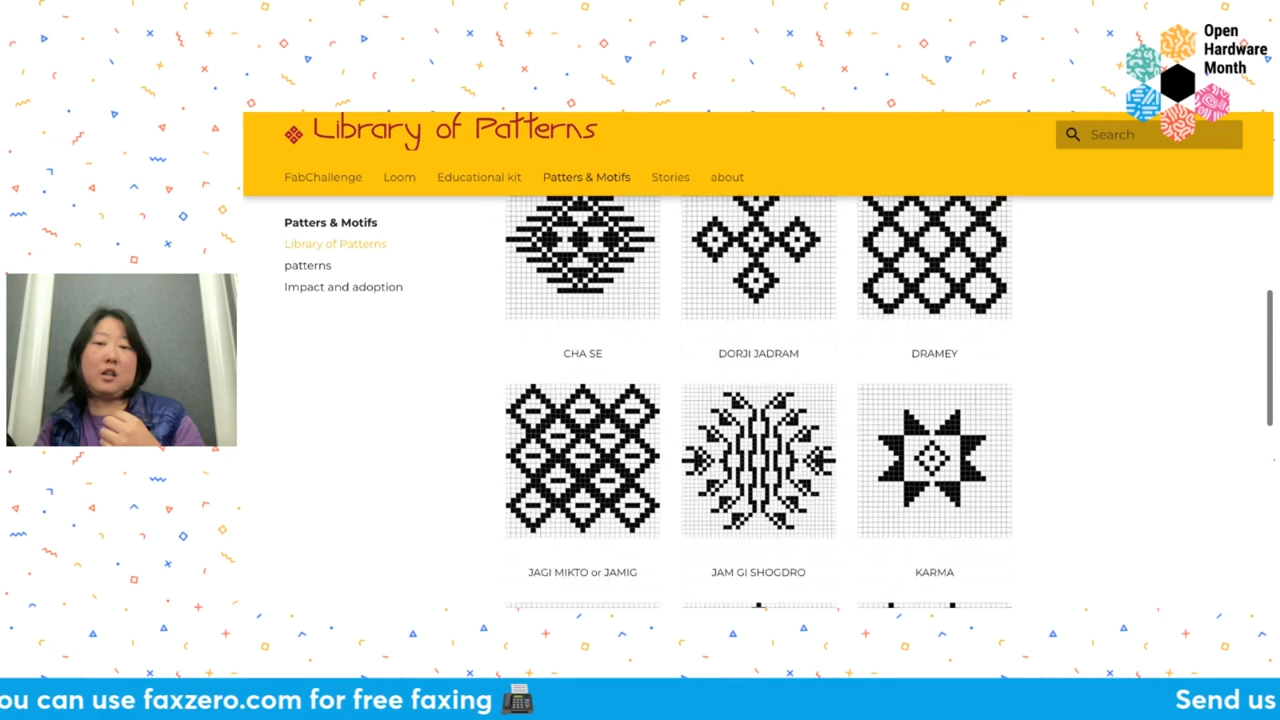 Open
Hardware
Month
Library of Patterns
Search
FabChallenge Loom Educational kit Patters & Motifs Stories about
Patters & Motifs
Library of Patterns
patterns
Impact and adoption
CHA SE DORJI JADRAM DRAMEY
JAGI MIKTO or JAMIG JAM GI SHOGDRO KARMA
ou can use faxzero.com for free faxing 📠 Send us